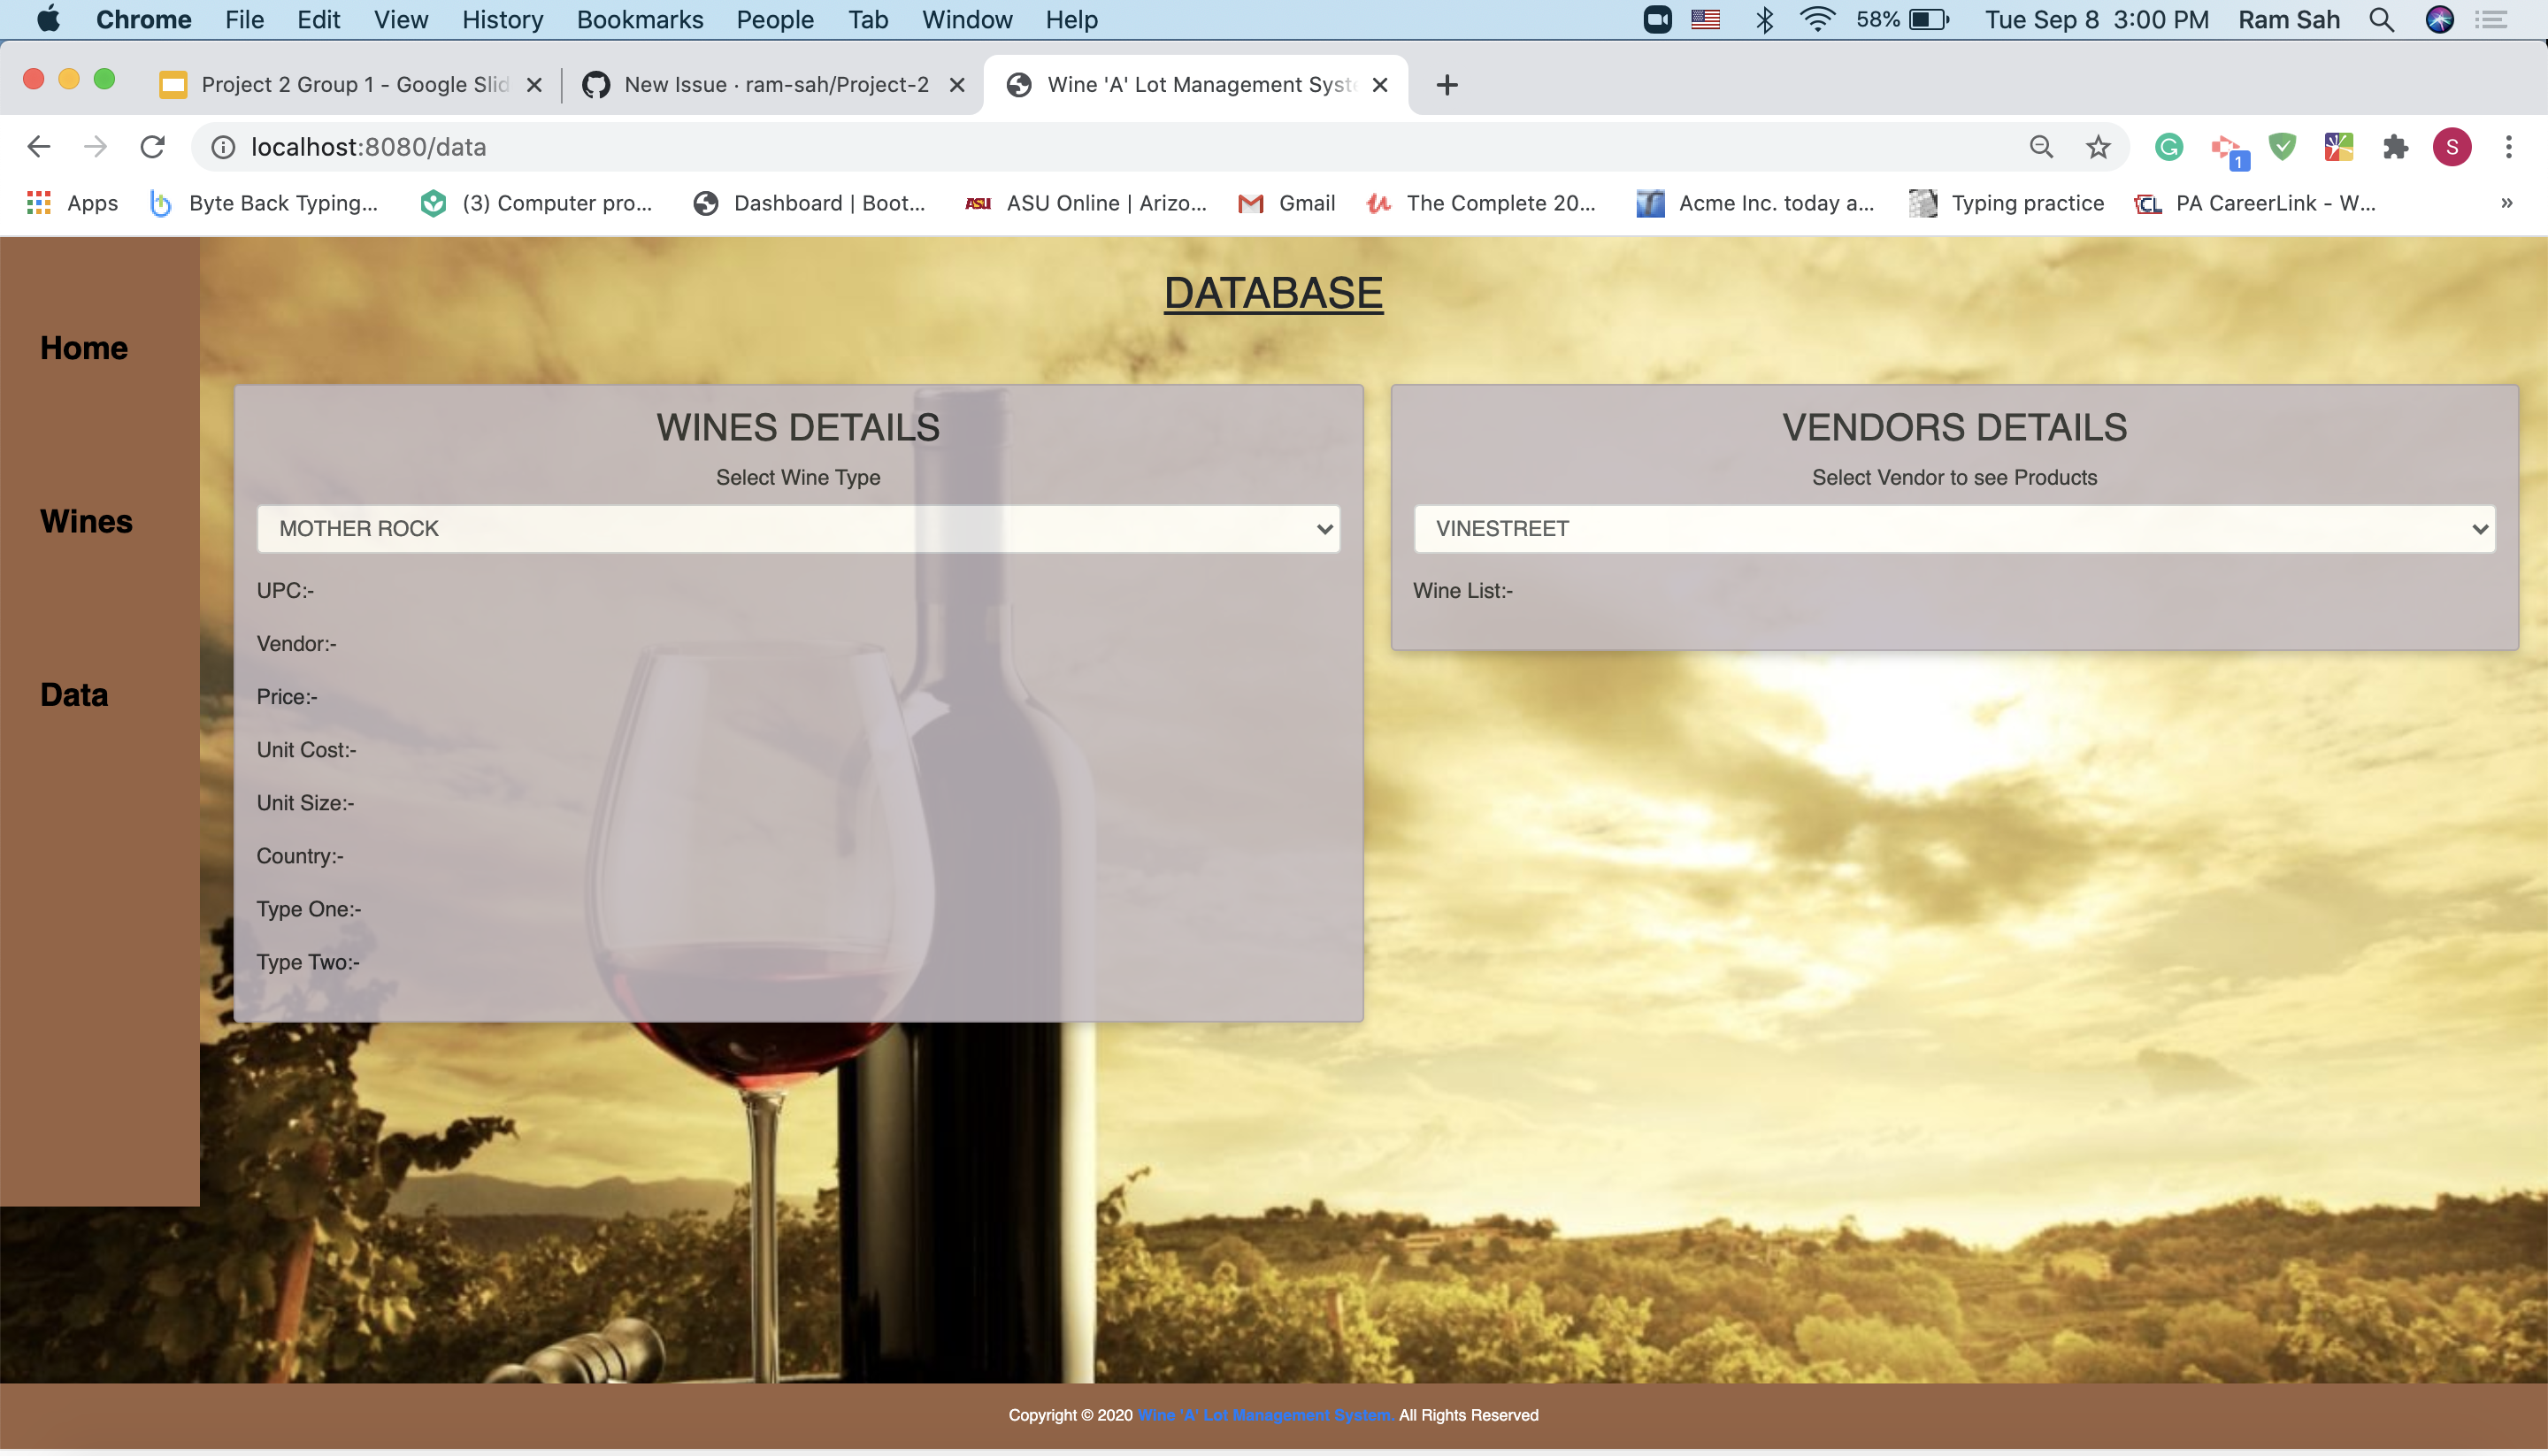 Chrome File Edit View History Bookmarks People Tab Window Help 58% Tue Sep 8 3:00 PM Ram Sah
Project 2 Group 1 - Google Slid New Issue · ram-sah/Project-2 Wine 'A' Lot Management Syst
localhost:8080/data G 1 S
Apps Byte Back Typing... (3) Computer pro... Dashboard | Boot... ASU ASU Online | Arizo... Gmail The Complete 20... T Acme Inc. today a... Typing practice CL PA CareerLink - W... »
DATABASE
Home
Wines
Data
WINES DETAILS
Select Wine Type
MOTHER ROCK
UPC:-
Vendor:-
Price:-
Unit Cost:-
Unit Size:-
Country:-
Type One:-
Type Two:-
VENDORS DETAILS
Select Vendor to see Products
VINESTREET
Wine List:-
Copyright © 2020 Wine 'A' Lot Management System. All Rights Reserved